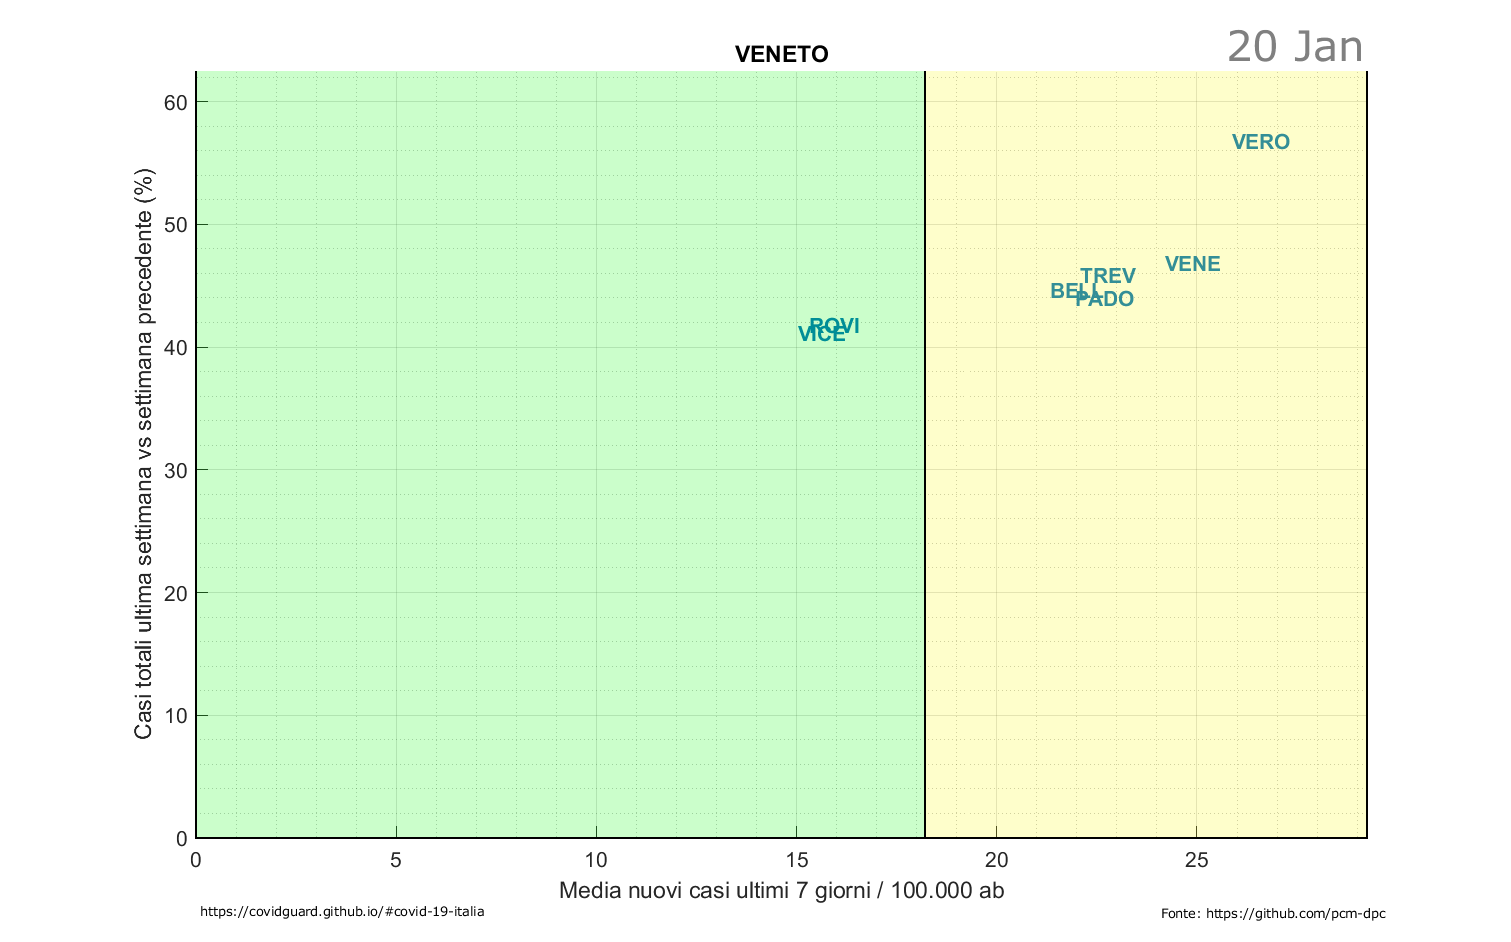 20 Jan
VENETO
Casi totali ultima settimana vs settimana precedente (%)
60
50
40
30
20
10
0
VERO
VENE
TREV
BELL
PADO
ROVI
VICE
0 5 10 15 20 25
Media nuovi casi ultimi 7 giorni / 100.000 ab
https://covidguard.github.io/#covid-19-italia
Fonte: https://github.com/pcm-dpc